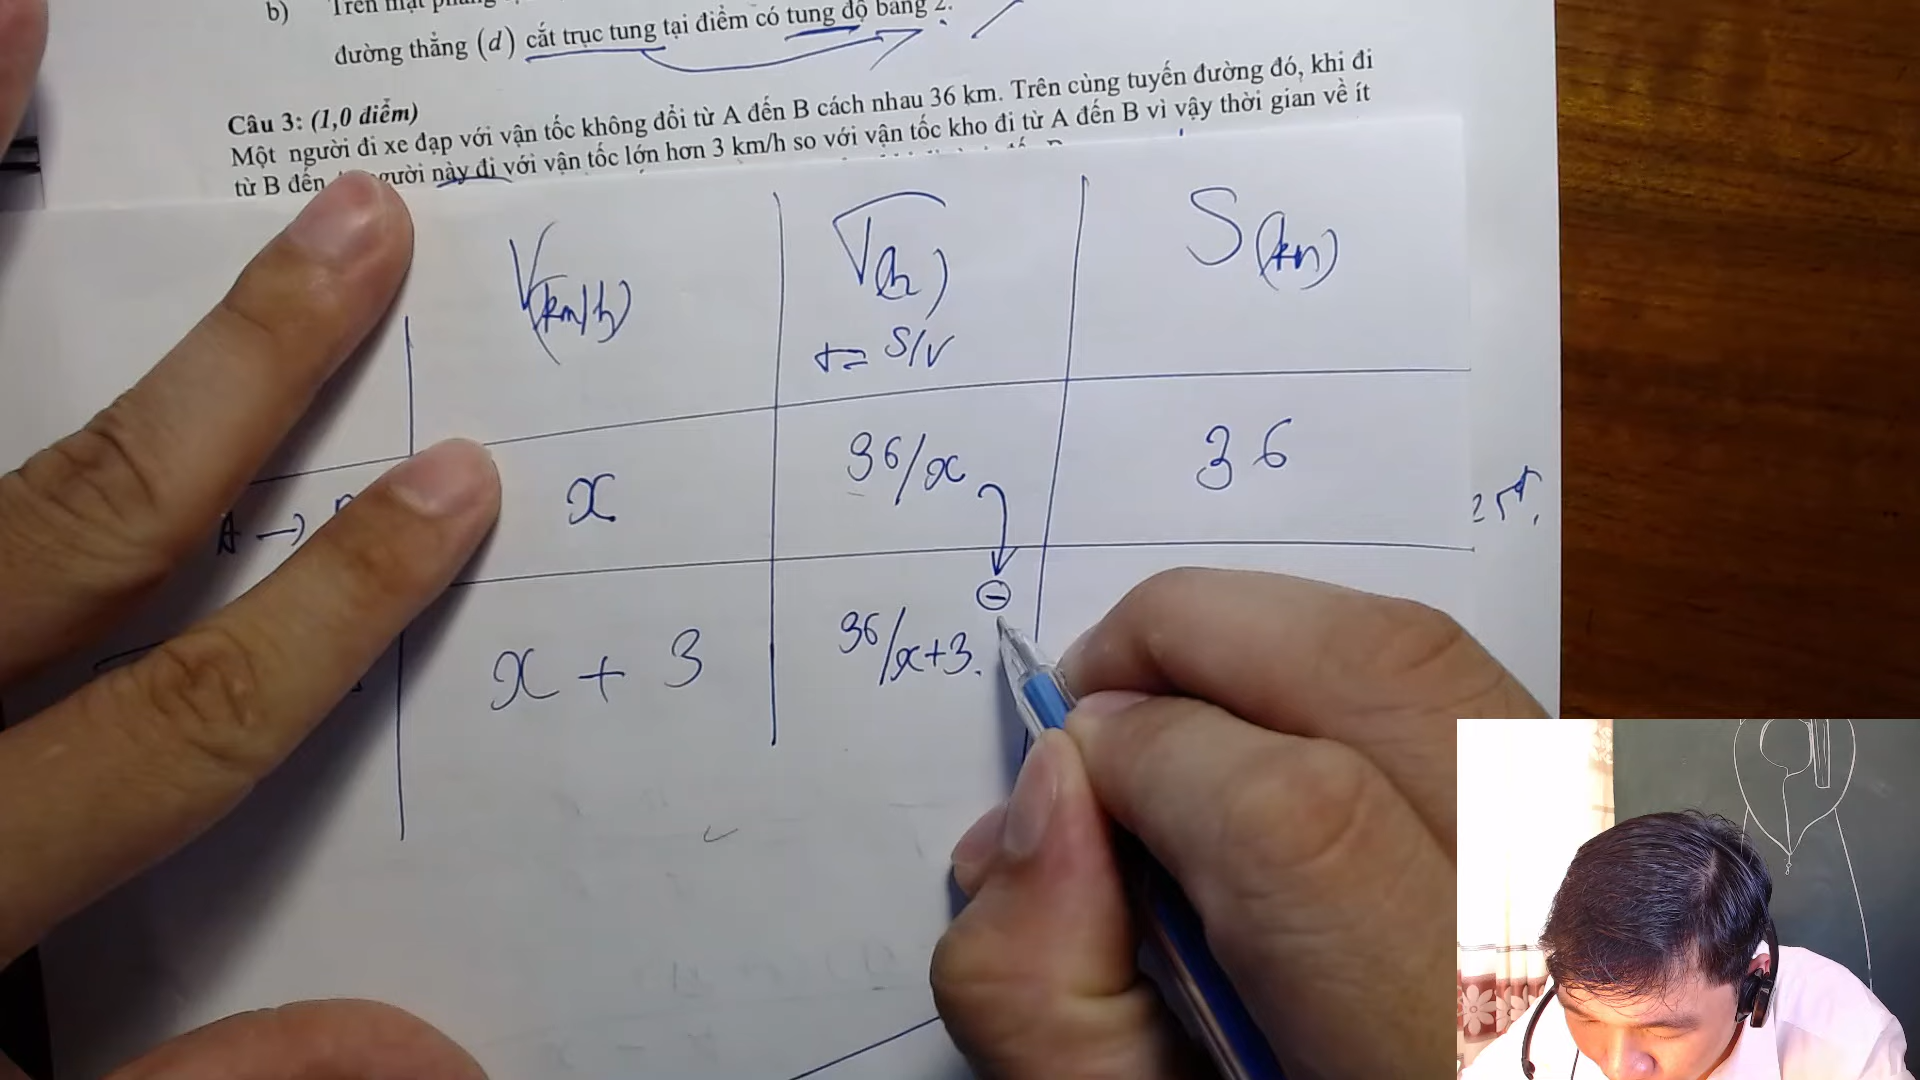 b) Trên mặt phẳng
đường thẳng (d) cắt trục tung tại điểm có tung độ bằng 2.
Câu 3: (1,0 điểm)
Một người đi xe đạp với vận tốc không đổi từ A đến B cách nhau 36 km. Trên cùng tuyến đường đó, khi đi
từ B đến người này đi với vận tốc lớn hơn 3 km/h so với vận tốc kho đi từ A đến B vì vậy thời gian về ít
V(km/h) T(h) S(km)
t = S/V
A → x 36/x 36
x + 3 36/x+3.